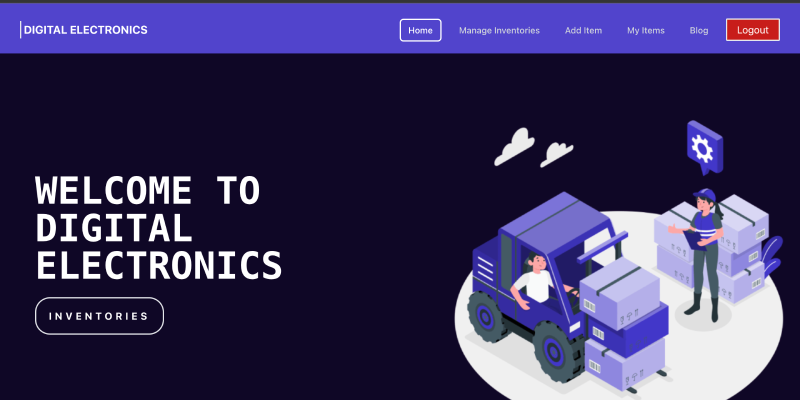 DIGITAL ELECTRONICS
Home Manage Inventories Add Item My Items Blog Logout
WELCOME TO
DIGITAL
ELECTRONICS
INVENTORIES